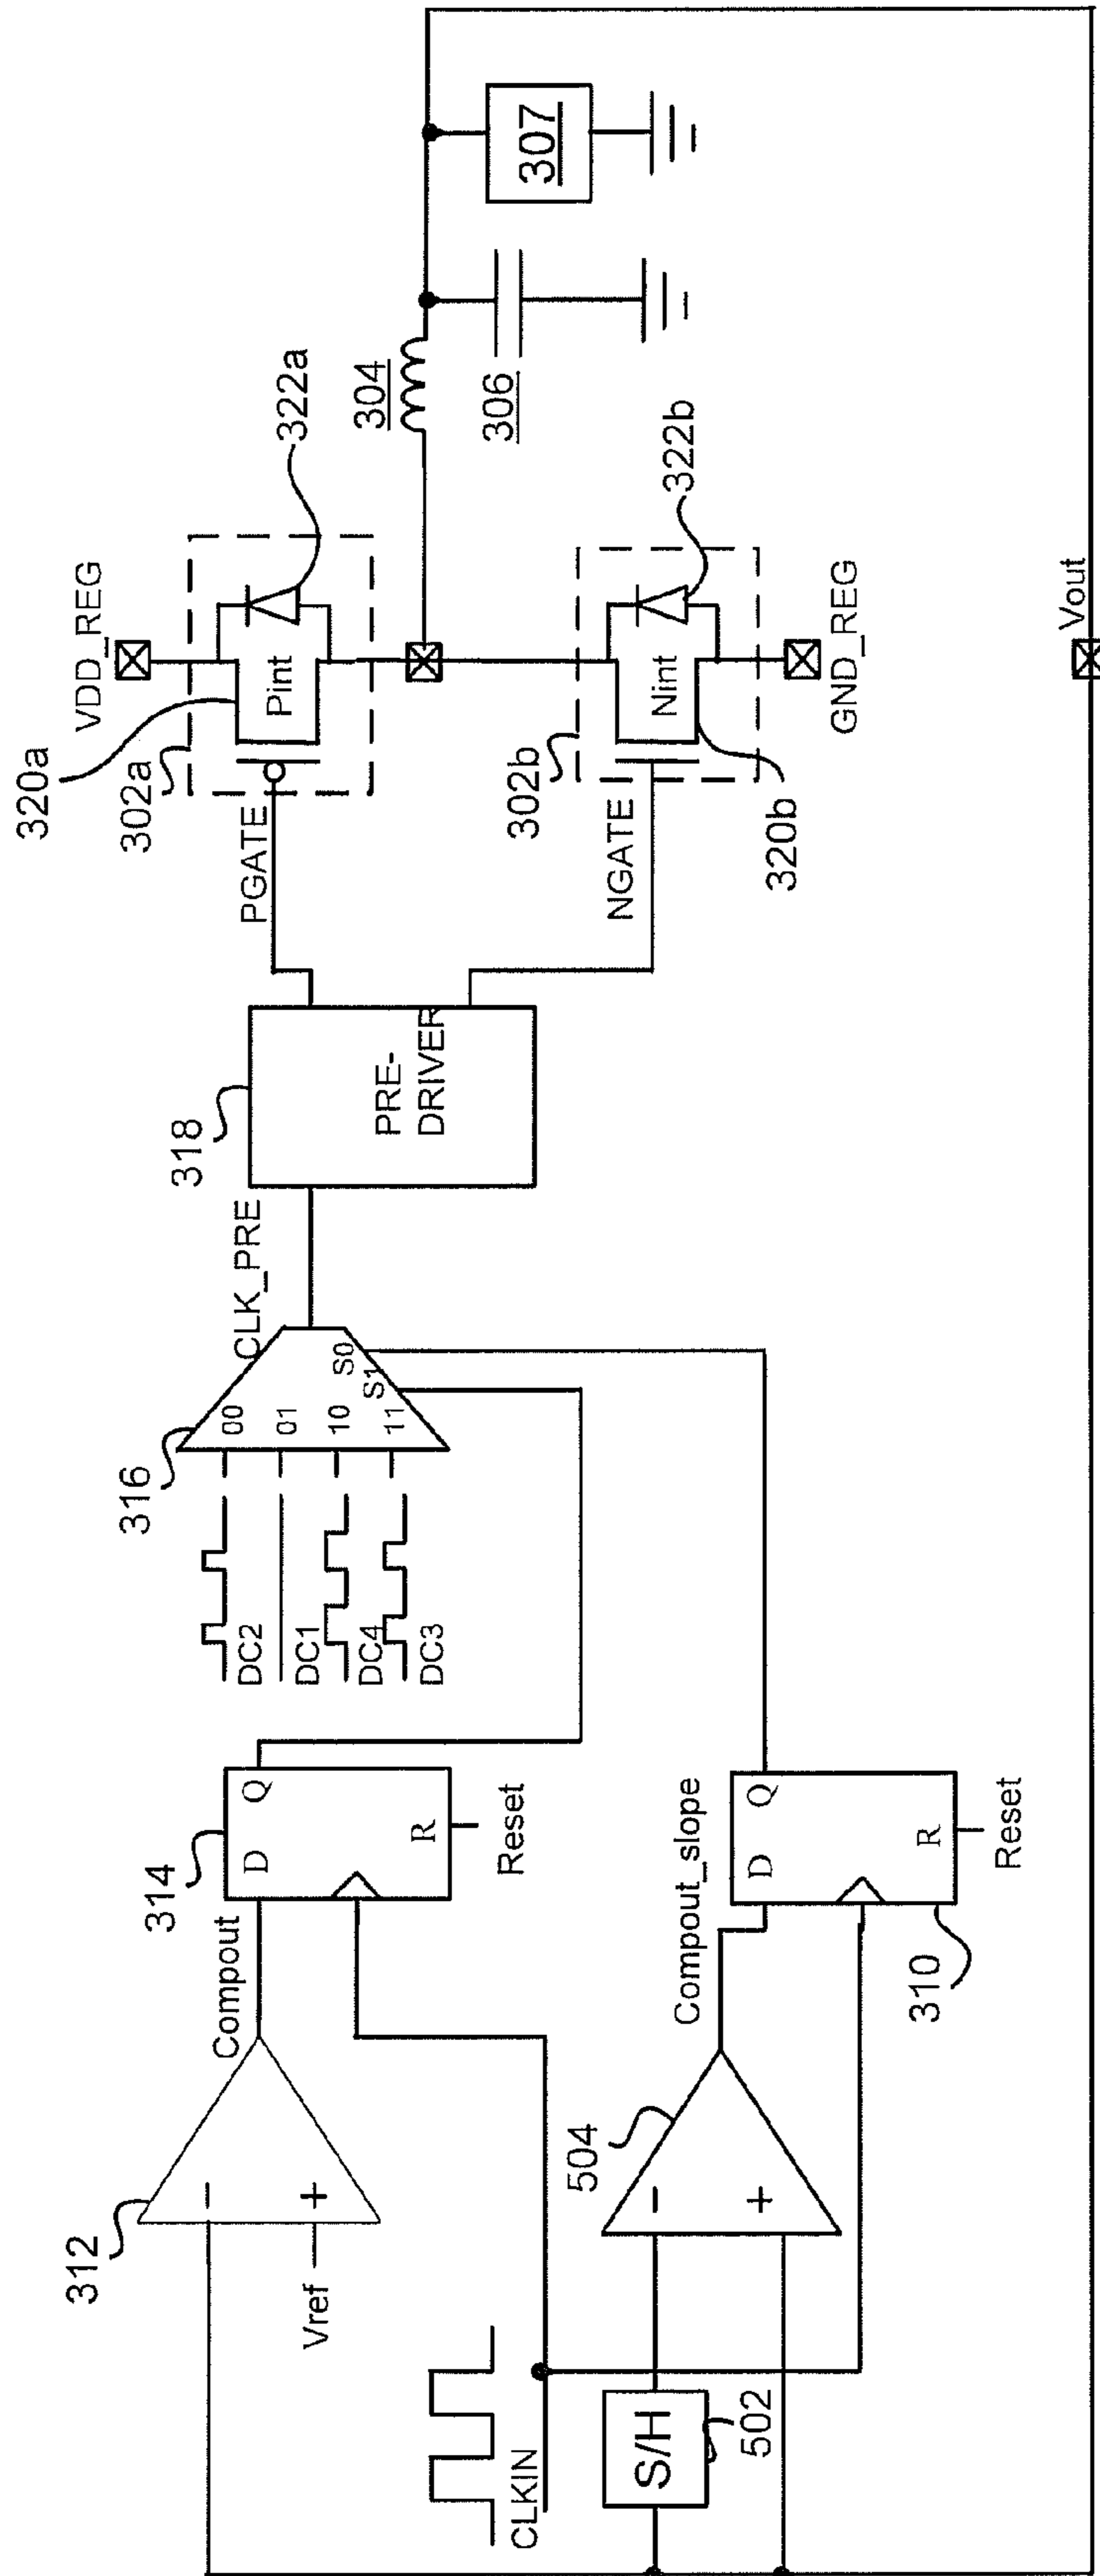 312
Vref
−
+
Compout
314
D
Q
R
Reset
CLKIN
S/H
502
504
−
+
Compout_slope
310
D
Q
R
Reset
DC2
DC1
DC4
DC3
316
00
01
10
11
S1
S0
CLK_PRE
318
PRE-
DRIVER
PGATE
NGATE
320a
302a
VDD_REG
Pint
322a
302b
320b
Nint
322b
GND_REG
304
306
307
Vout